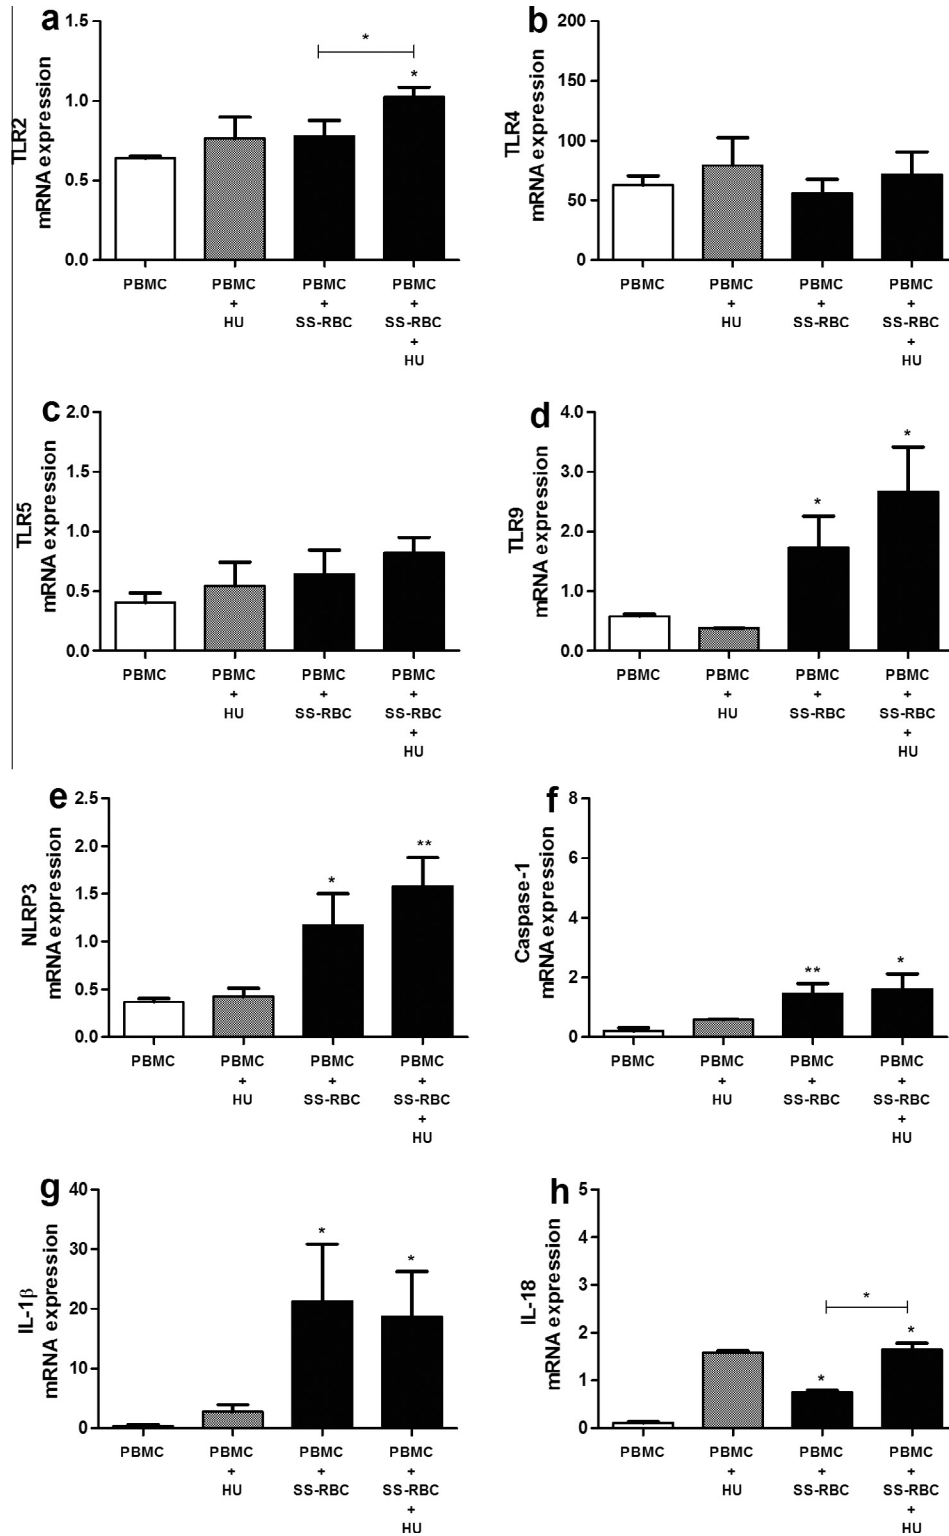 a
TLR2
mRNA expression
1.5
1.0
0.5
0.0
*
*
PBMC
PBMC
+
HU
PBMC
+
SS-RBC
PBMC
+
SS-RBC
+
HU
b
TLR4
mRNA expression
200
150
100
50
0
PBMC
PBMC
+
HU
PBMC
+
SS-RBC
PBMC
+
SS-RBC
+
HU
c
TLR5
mRNA expression
2.0
1.5
1.0
0.5
0.0
PBMC
PBMC
+
HU
PBMC
+
SS-RBC
PBMC
+
SS-RBC
+
HU
d
TLR9
mRNA expression
4.0
3.0
2.0
1.0
0.0
*
*
PBMC
PBMC
+
HU
PBMC
+
SS-RBC
PBMC
+
SS-RBC
+
HU
e
NLRP3
mRNA expression
2.5
2.0
1.5
1.0
0.5
0.0
*
**
PBMC
PBMC
+
HU
PBMC
+
SS-RBC
PBMC
+
SS-RBC
+
HU
f
Caspase-1
mRNA expression
8
6
4
2
0
**
*
PBMC
PBMC
+
HU
PBMC
+
SS-RBC
PBMC
+
SS-RBC
+
HU
g
IL-1β
mRNA expression
40
30
20
10
0
*
*
PBMC
PBMC
+
HU
PBMC
+
SS-RBC
PBMC
+
SS-RBC
+
HU
h
IL-18
mRNA expression
5
4
3
2
1
0
*
*
*
PBMC
PBMC
+
HU
PBMC
+
SS-RBC
PBMC
+
SS-RBC
+
HU